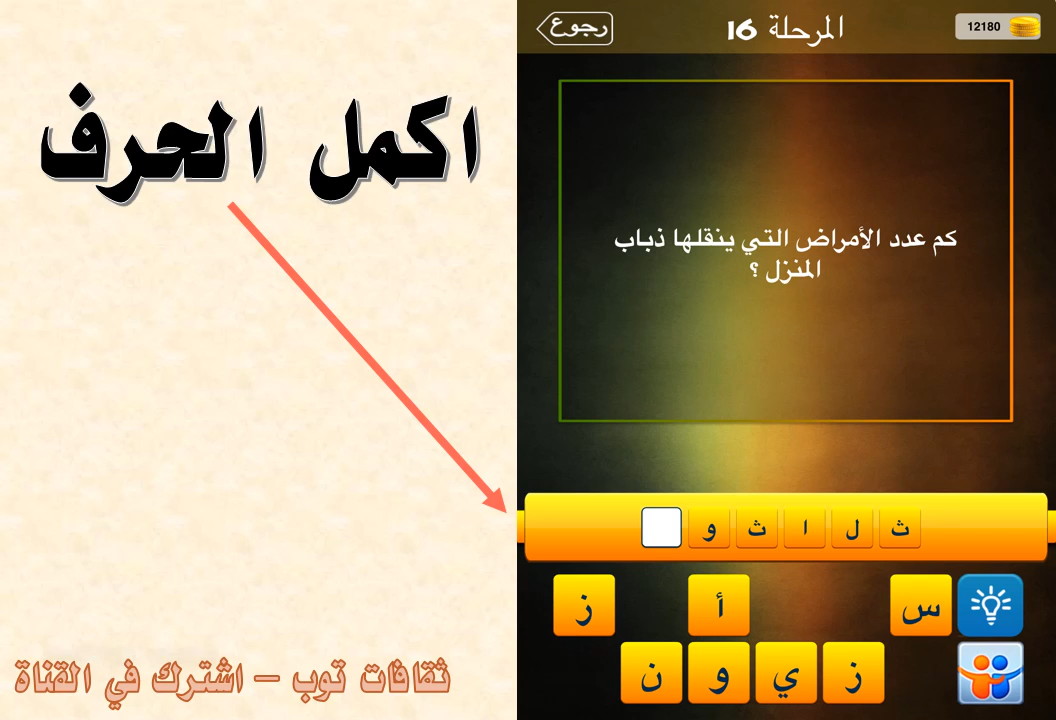 اكمل الحرف
ثقافات توب – اشترك في القناة
رجوع
المرحلة 16
12180
كم عدد الأمراض التي ينقلها ذباب
المنزل ؟
ث ل ا ث و
س أ ز
ز ي و ن